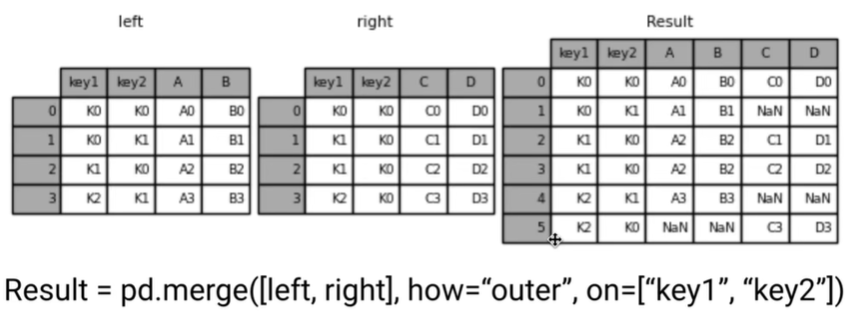 left right Result
key1 key2 A B C D
key1 key2 A B key1 key2 C D 0 K0 K0 A0 B0 C0 D0
0 K0 K0 A0 B0 0 K0 K0 C0 D0 1 K0 K1 A1 B1 NaN NaN
1 K0 K1 A1 B1 1 K1 K0 C1 D1 2 K1 K0 A2 B2 C1 D1
2 K1 K0 A2 B2 2 K1 K0 C2 D2 3 K1 K0 A2 B2 C2 D2
3 K2 K1 A3 B3 3 K2 K0 C3 D3 4 K2 K1 A3 B3 NaN NaN
5 K2 K0 NaN NaN C3 D3
Result = pd.merge([left, right], how=“outer”, on=[“key1”, “key2”])